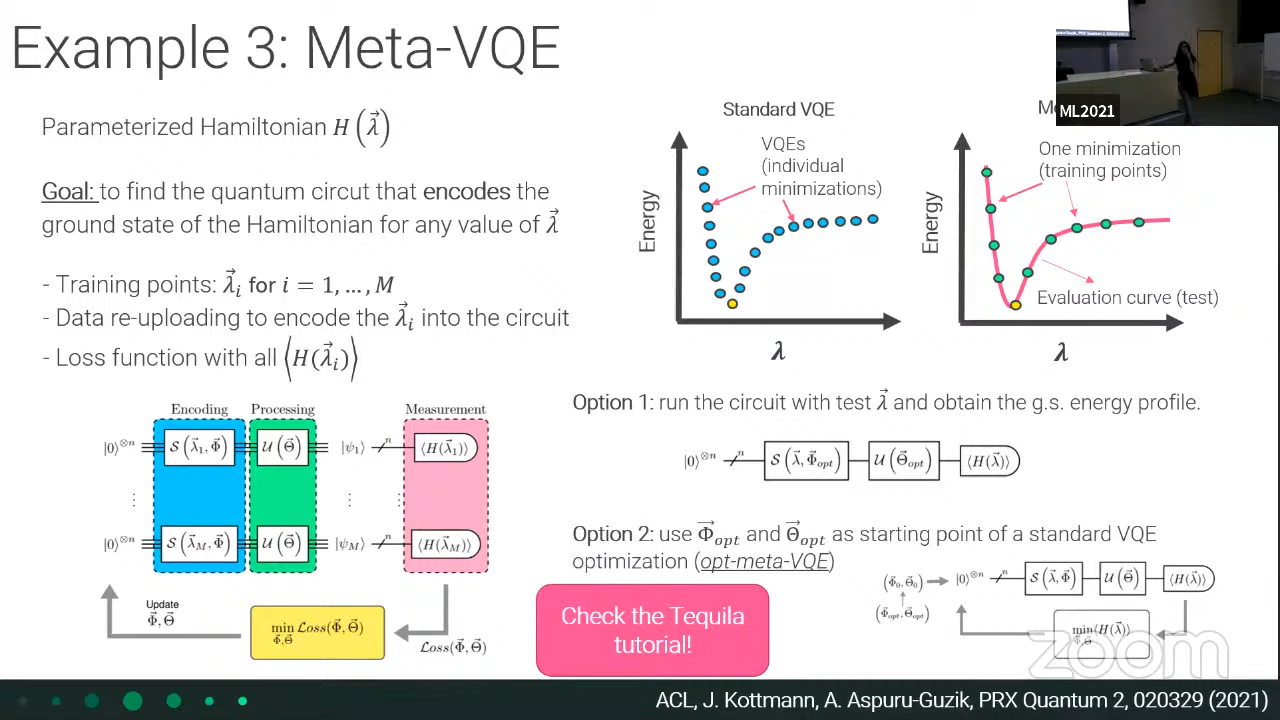 Example 3: Meta-VQE
ML2021
Parameterized Hamiltonian H(λ⃗)
Goal: to find the quantum circut that encodes the
ground state of the Hamiltonian for any value of λ⃗
- Training points: λ⃗ᵢ for i = 1, …, M
- Data re-uploading to encode the λ⃗ᵢ into the circuit
- Loss function with all ⟨H(λ⃗ᵢ)⟩
Standard VQE
VQEs
(individual
minimizations)
Energy
λ
One minimization
(training points)
Energy
Evaluation curve (test)
λ
Encoding Processing Measurement
|0⟩⊗n S(λ⃗₁, Φ⃗) U(Θ⃗) |ψ₁⟩ n ⟨H(λ⃗₁)⟩
⋮ ⋮ ⋮
|0⟩⊗n S(λ⃗M, Φ⃗) U(Θ⃗) |ψM⟩ n ⟨H(λ⃗M)⟩
Update
Φ⃗, Θ⃗
min Loss(Φ⃗, Θ⃗)
Φ⃗,Θ⃗
Loss(Φ⃗, Θ⃗)
Option 1: run the circuit with test λ⃗ and obtain the g.s. energy profile.
|0⟩⊗n n S(λ⃗, Φ⃗opt) U(Θ⃗opt) ⟨H(λ⃗)⟩
Option 2: use Φ⃗opt and Θ⃗opt as starting point of a standard VQE
optimization (opt-meta-VQE)
(Φ⃗₀, Θ⃗₀) |0⟩⊗n n S(λ⃗, Φ⃗) U(Θ⃗) ⟨H(λ⃗)⟩
(Φ⃗opt, Θ⃗opt)
min⟨H(λ⃗)⟩
Φ⃗,Θ⃗
Check the Tequila
tutorial!
zoom
ACL, J. Kottmann, A. Aspuru-Guzik, PRX Quantum 2, 020329 (2021)